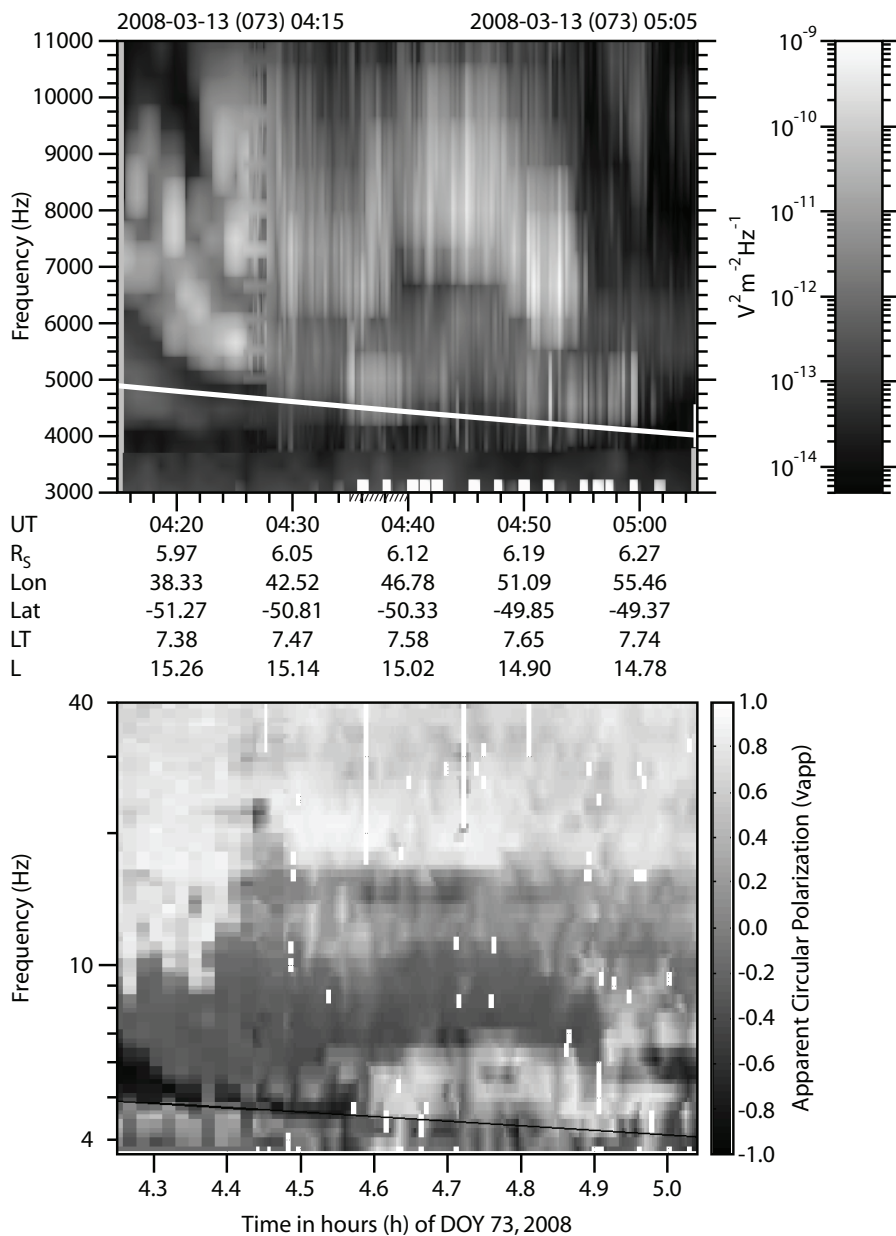 2008-03-13 (073) 04:15 2008-03-13 (073) 05:05
11000
10000
9000
8000
7000
6000
5000
4000
3000
Frequency (Hz)
10⁻⁹
10⁻¹⁰
10⁻¹¹
10⁻¹²
10⁻¹³
10⁻¹⁴
V² m⁻² Hz⁻¹
UT 04:20 04:30 04:40 04:50 05:00
R_S 5.97 6.05 6.12 6.19 6.27
Lon 38.33 42.52 46.78 51.09 55.46
Lat -51.27 -50.81 -50.33 -49.85 -49.37
LT 7.38 7.47 7.58 7.65 7.74
L 15.26 15.14 15.02 14.90 14.78
40
10
4
Frequency (Hz)
1.0
0.8
0.6
0.4
0.2
0.0
-0.2
-0.4
-0.6
-0.8
-1.0
Apparent Circular Polarization (vapp)
4.3 4.4 4.5 4.6 4.7 4.8 4.9 5.0
Time in hours (h) of DOY 73, 2008